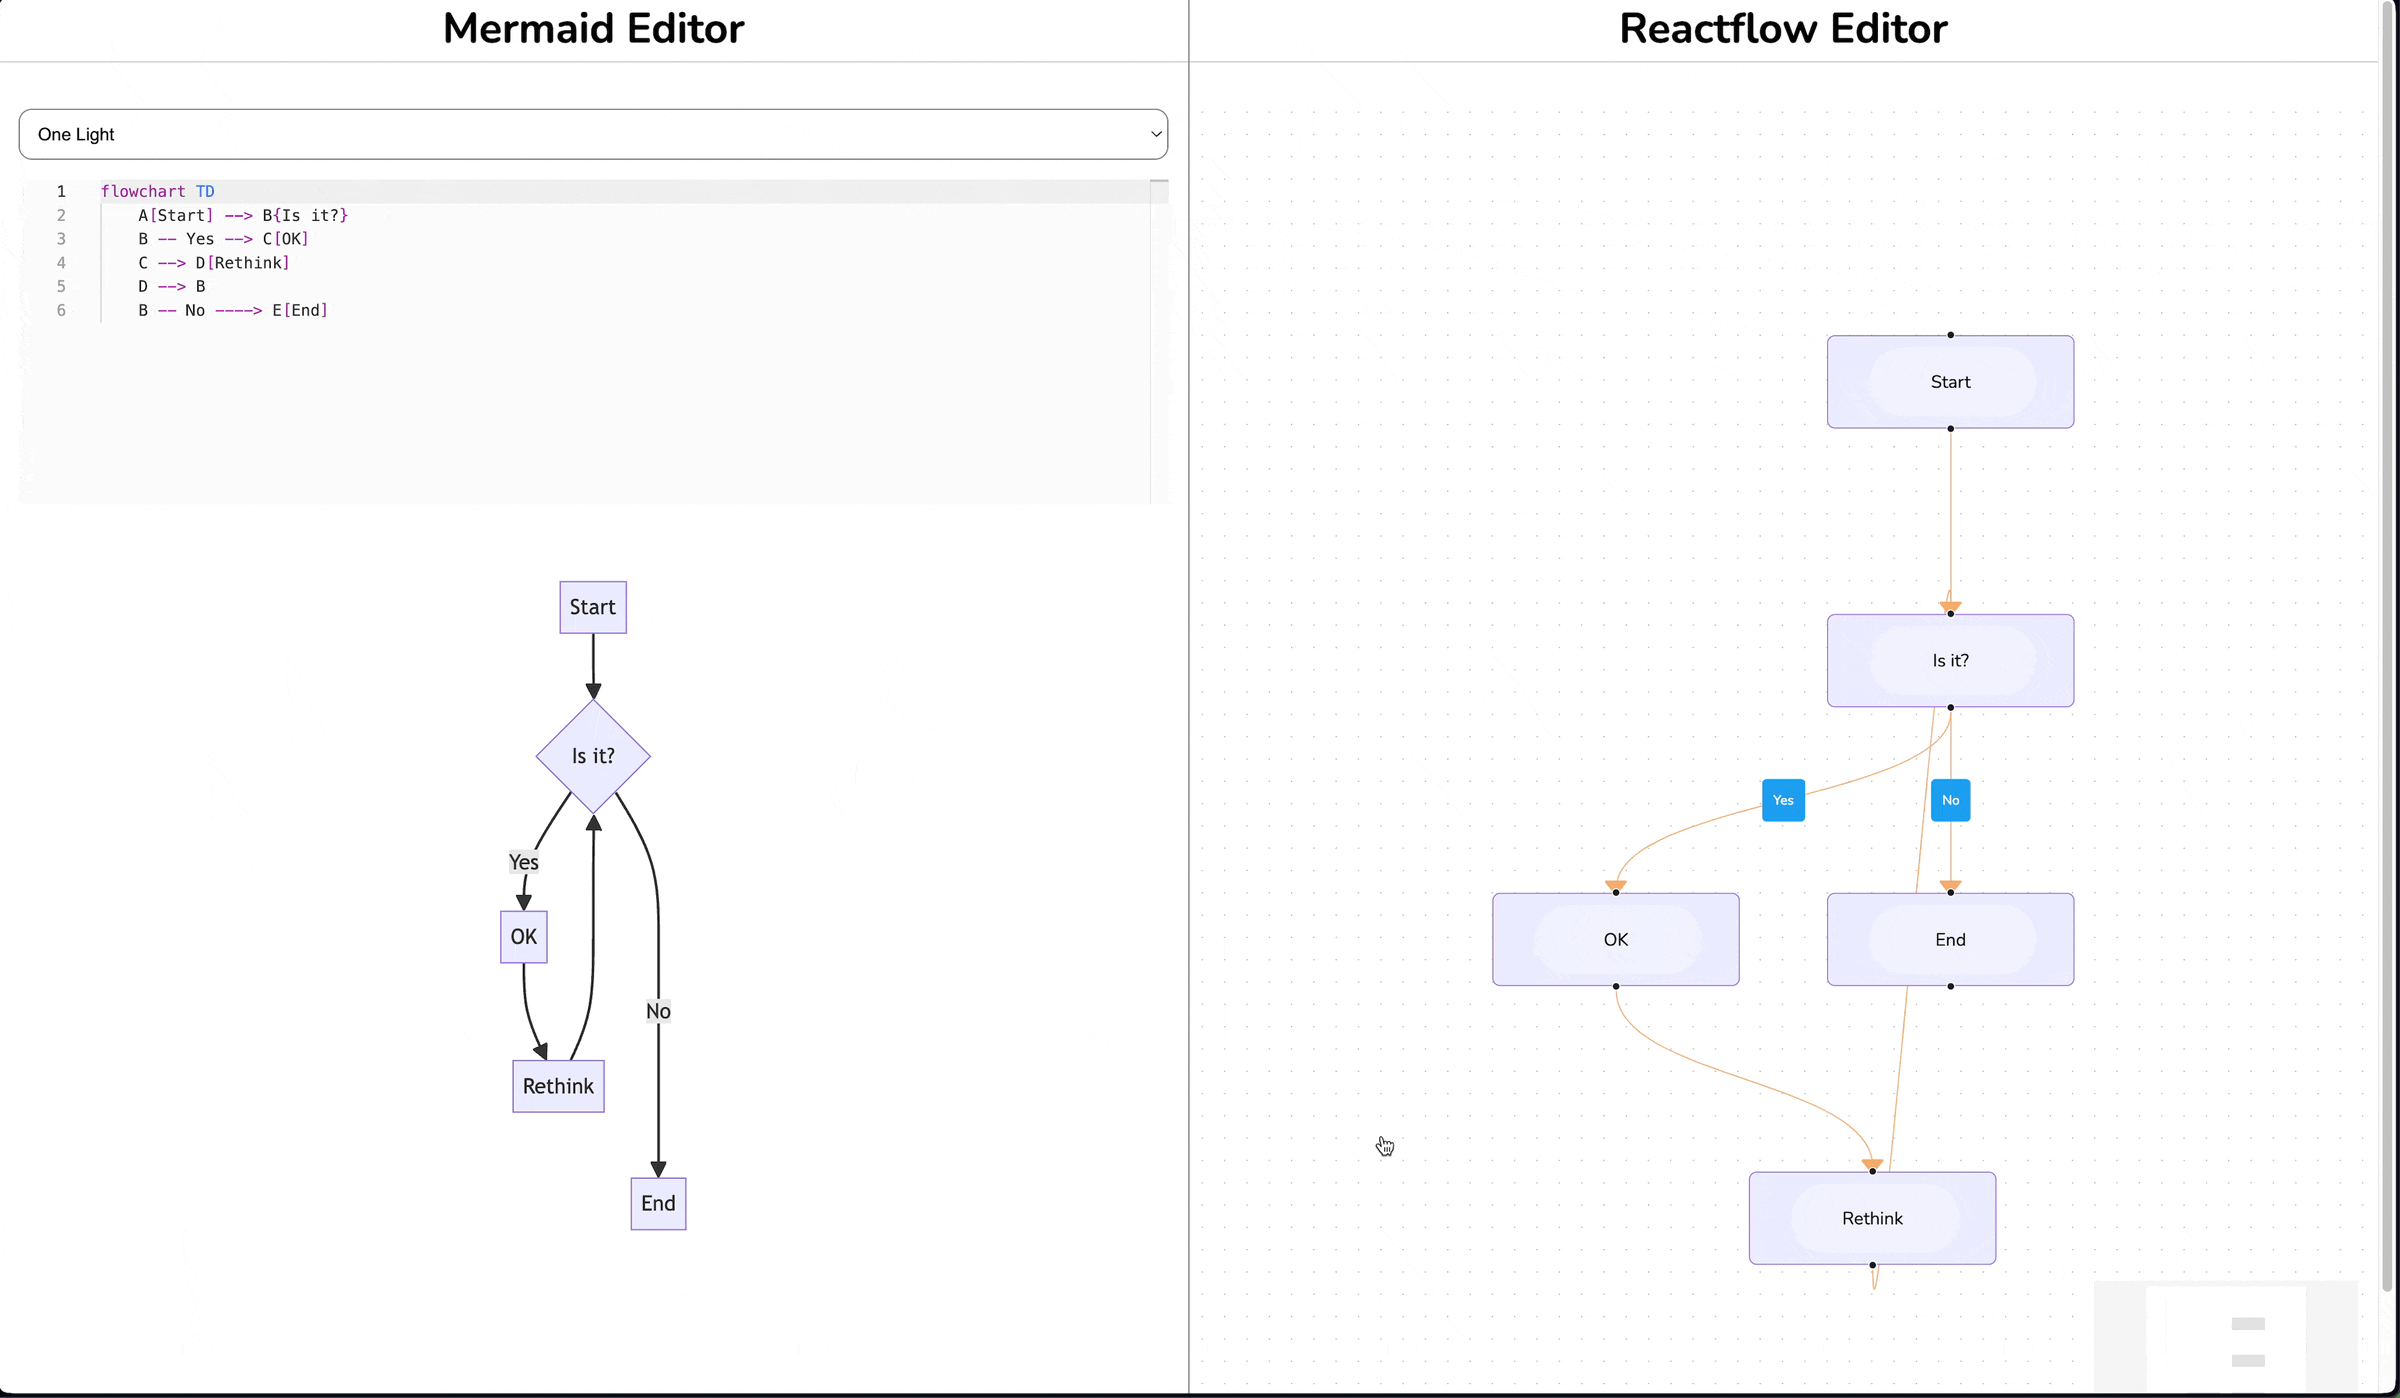 Mermaid Editor
One Light
1 flowchart TD
2 A[Start] --> B{Is it?}
3 B -- Yes --> C[OK]
4 C --> D[Rethink]
5 D --> B
6 B -- No ----> E[End]
Start
Is it?
Yes
OK
No
Rethink
End
Reactflow Editor
Start
Is it?
Yes No
OK End
Rethink